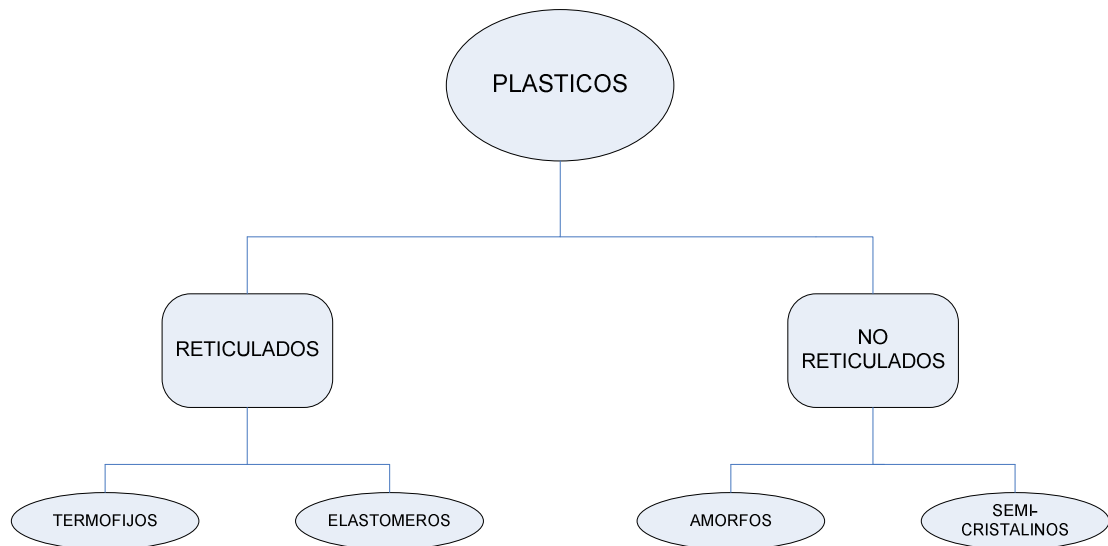 PLASTICOS
RETICULADOS
NO
RETICULADOS
TERMOFIJOS
ELASTOMEROS
AMORFOS
SEMI-
CRISTALINOS